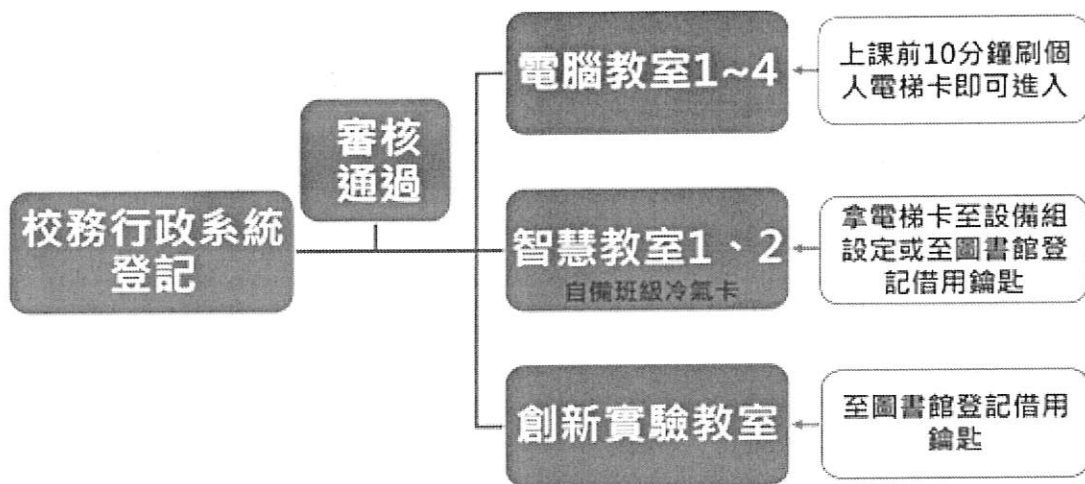 校務行政系統
登記
審核
通過
電腦教室1~4
上課前10分鐘刷個
人電梯卡即可進入
智慧教室1、2
自備班級冷氣卡
拿電梯卡至設備組
設定或至圖書館登
記借用鑰匙
創新實驗教室
至圖書館登記借用
鑰匙